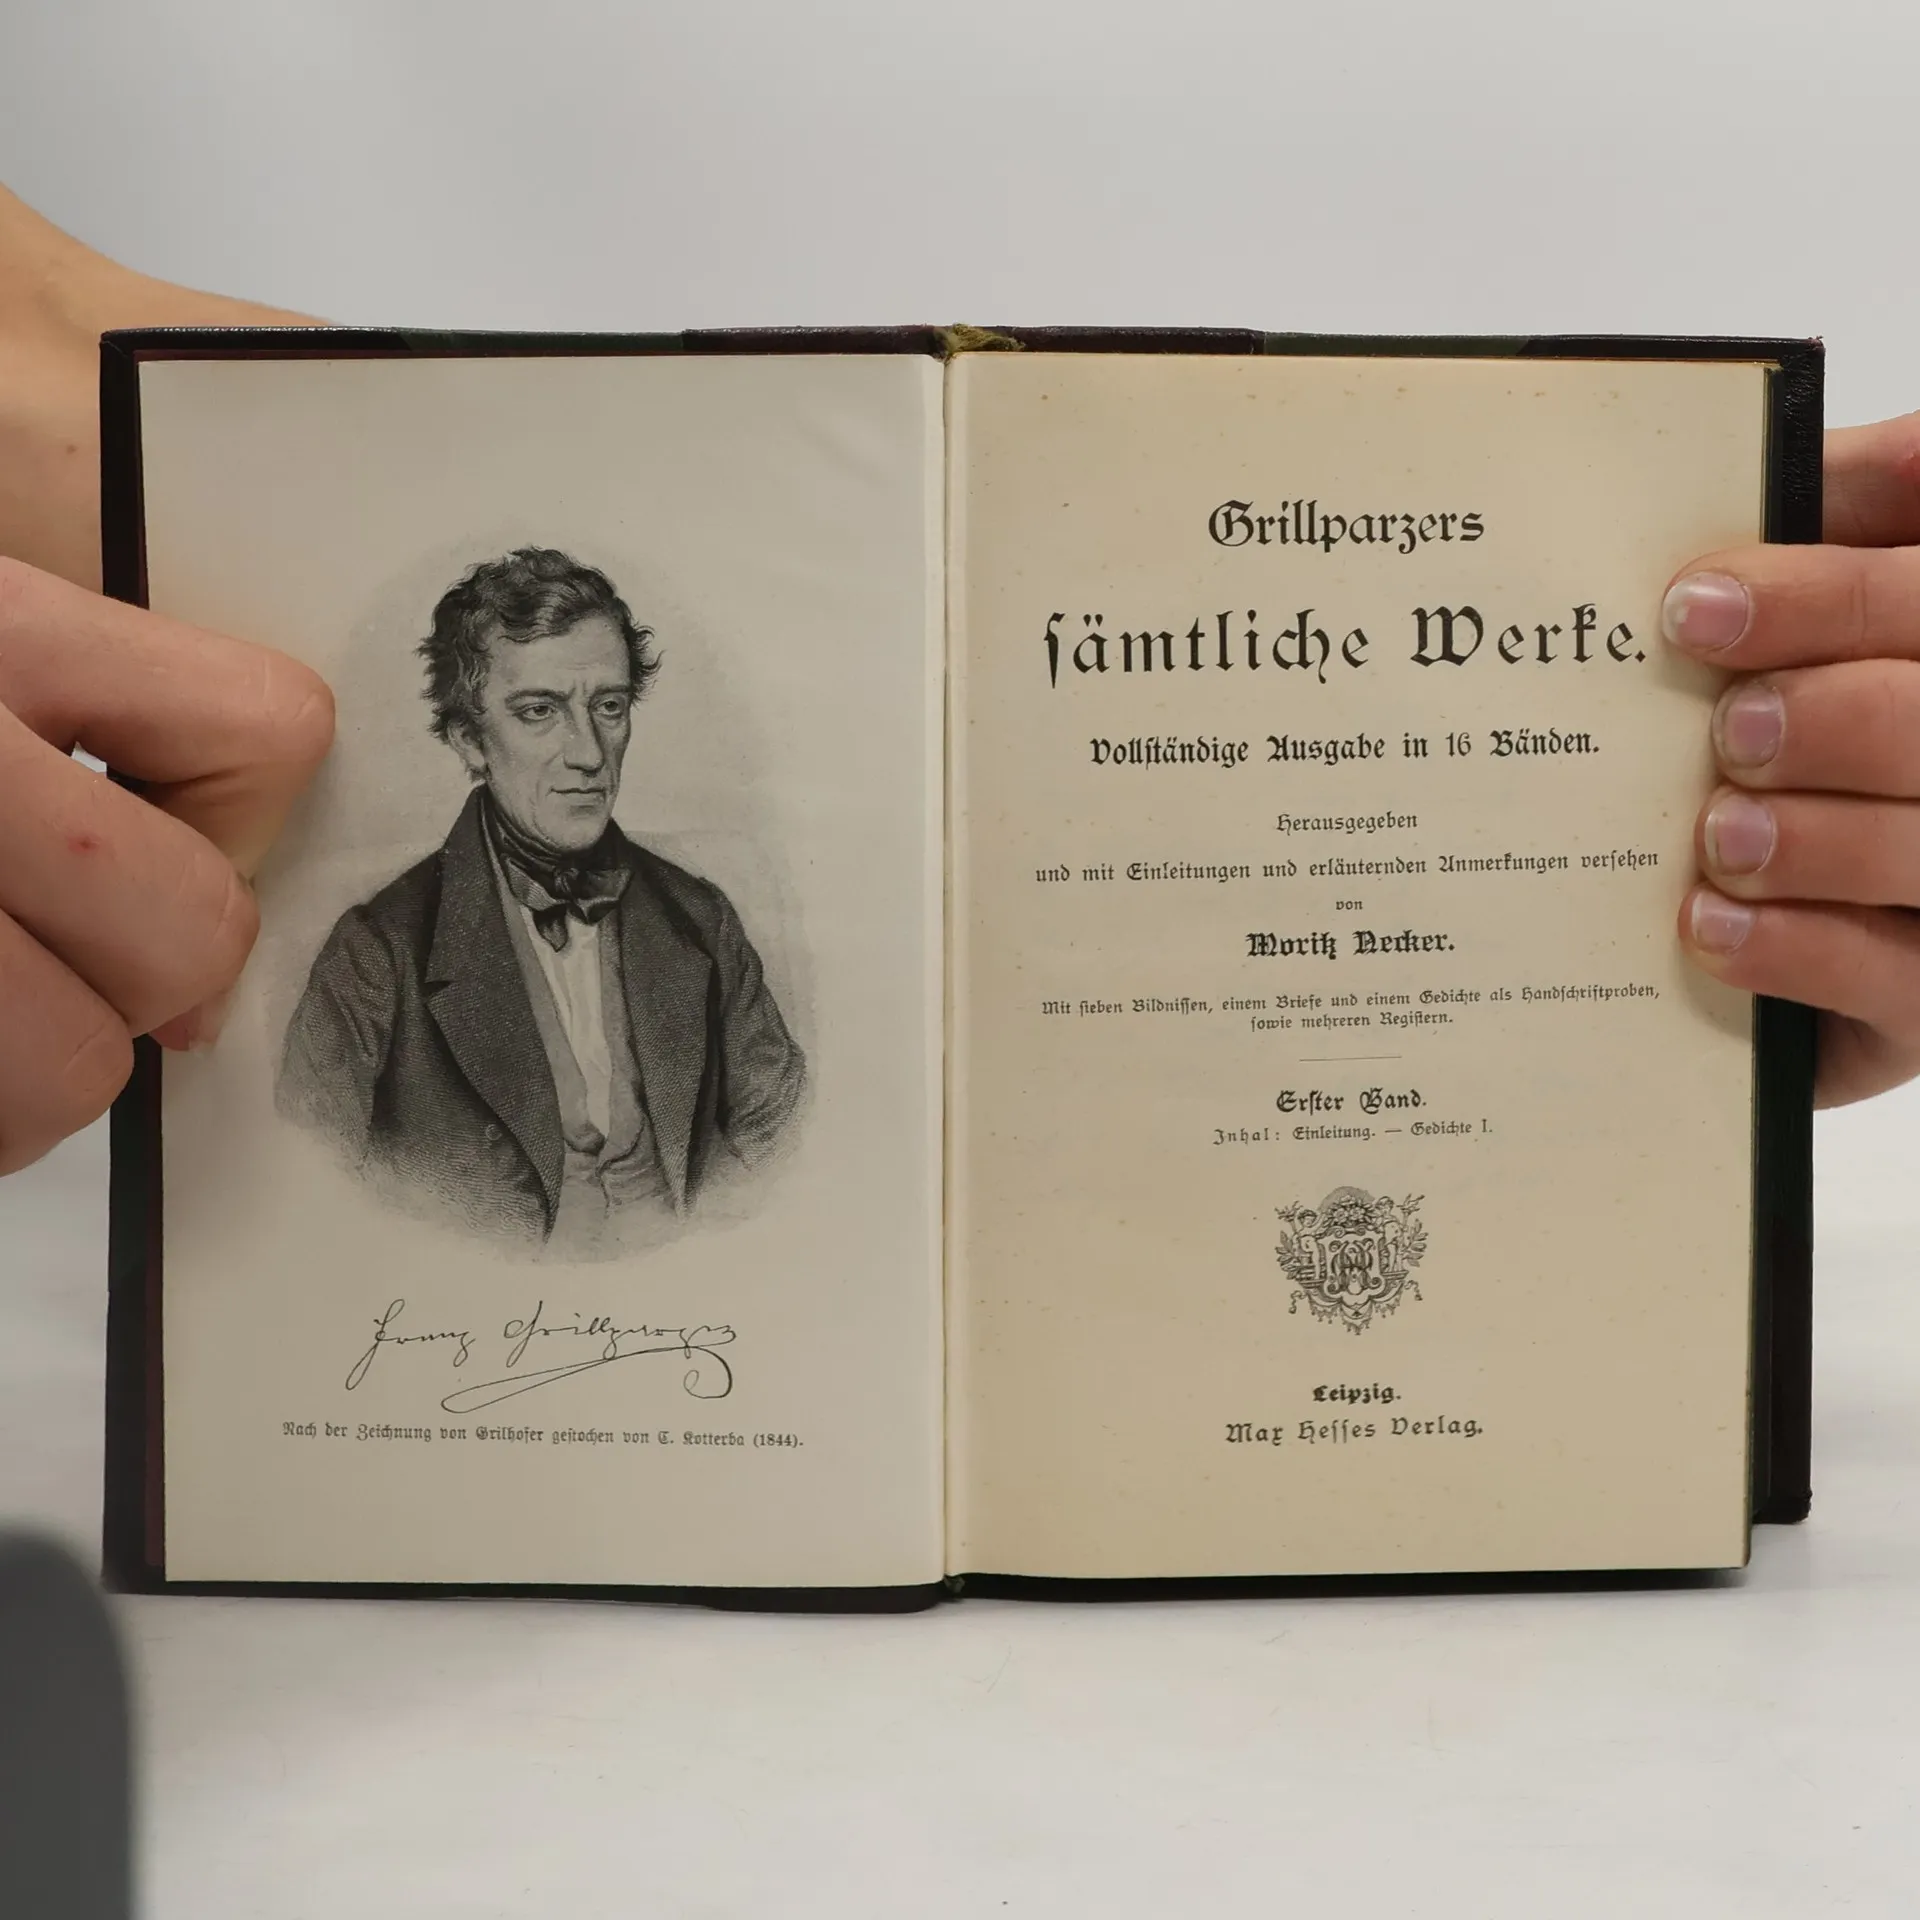 Franz Grillparzer
Nach der Zeichnung von Grilhofer gestochen von C. Kotterba (1844).
Grillparzers
sämtliche Werke.
Vollständige Ausgabe in 16 Bänden.
Herausgegeben
und mit Einleitungen und erläuternden Anmerkungen versehen
von
Moritz Necker.
Mit sieben Bildnissen, einem Briefe und einem Gedichte als Handschriftproben,
sowie mehreren Registern.
Erster Band.
Inhal: Einleitung. — Gedichte I.
Leipzig.
Max Hesses Verlag.